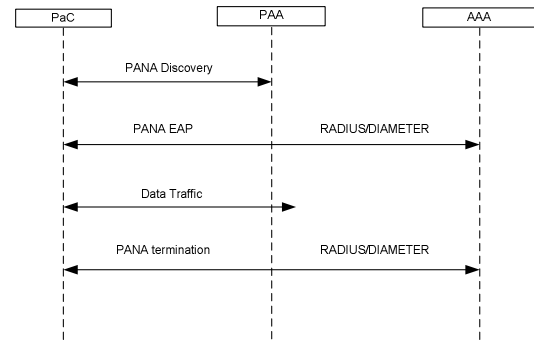 PaC PAA AAA
PANA Discovery
PANA EAP RADIUS/DIAMETER
Data Traffic
PANA termination RADIUS/DIAMETER